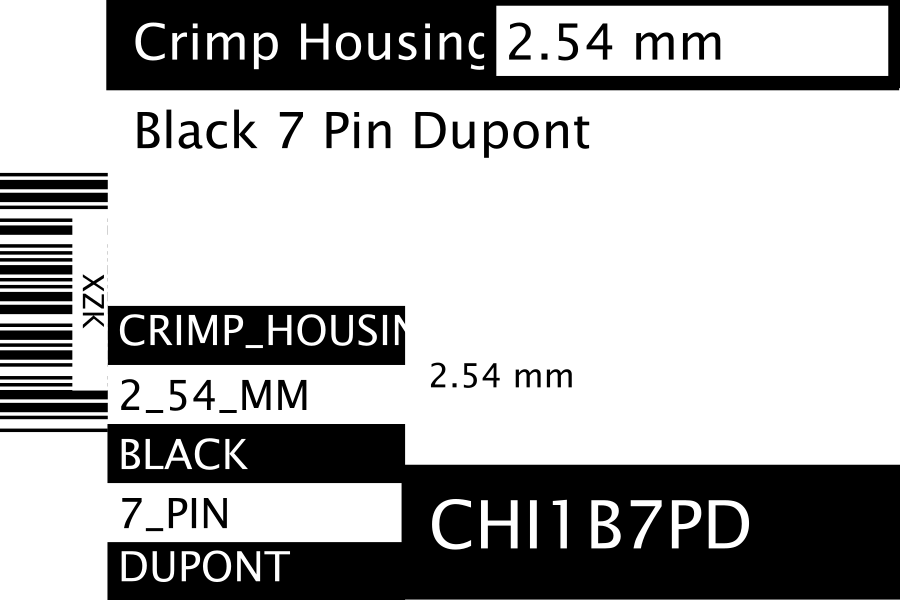 Crimp Housing 2.54 mm
Black 7 Pin Dupont
XZK
CRIMP_HOUSIN
2.54 mm
2_54_MM
BLACK
7_PIN
CHI1B7PD
DUPONT